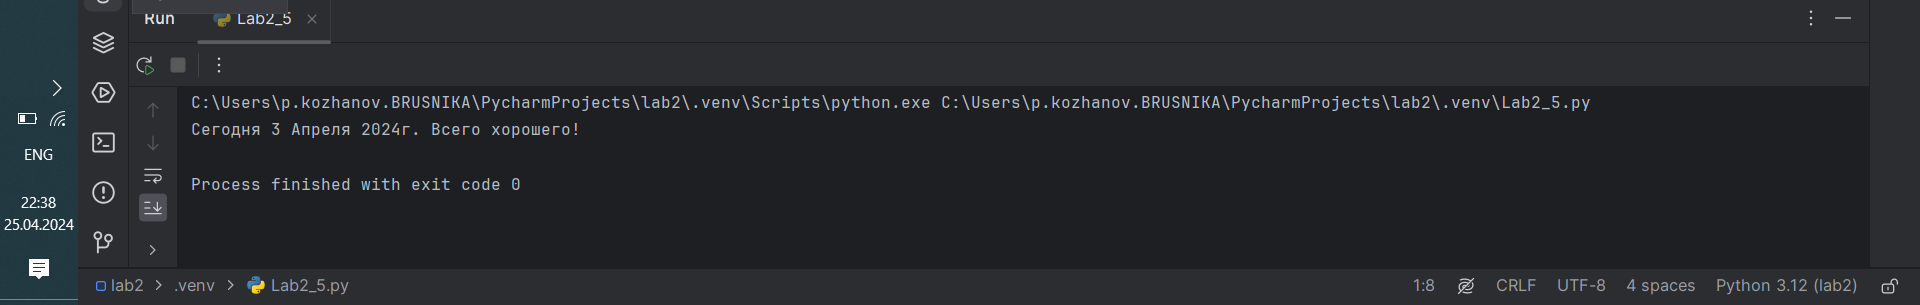 Run Lab2_5
C:\Users\p.kozhanov.BRUSNIKA\PycharmProjects\lab2\.venv\Scripts\python.exe C:\Users\p.kozhanov.BRUSNIKA\PycharmProjects\lab2\.venv\Lab2_5.py
Сегодня 3 Апреля 2024г. Всего хорошего!
Process finished with exit code 0
ENG
22:38
25.04.2024
lab2 > .venv > Lab2_5.py 1:8 CRLF UTF-8 4 spaces Python 3.12 (lab2)